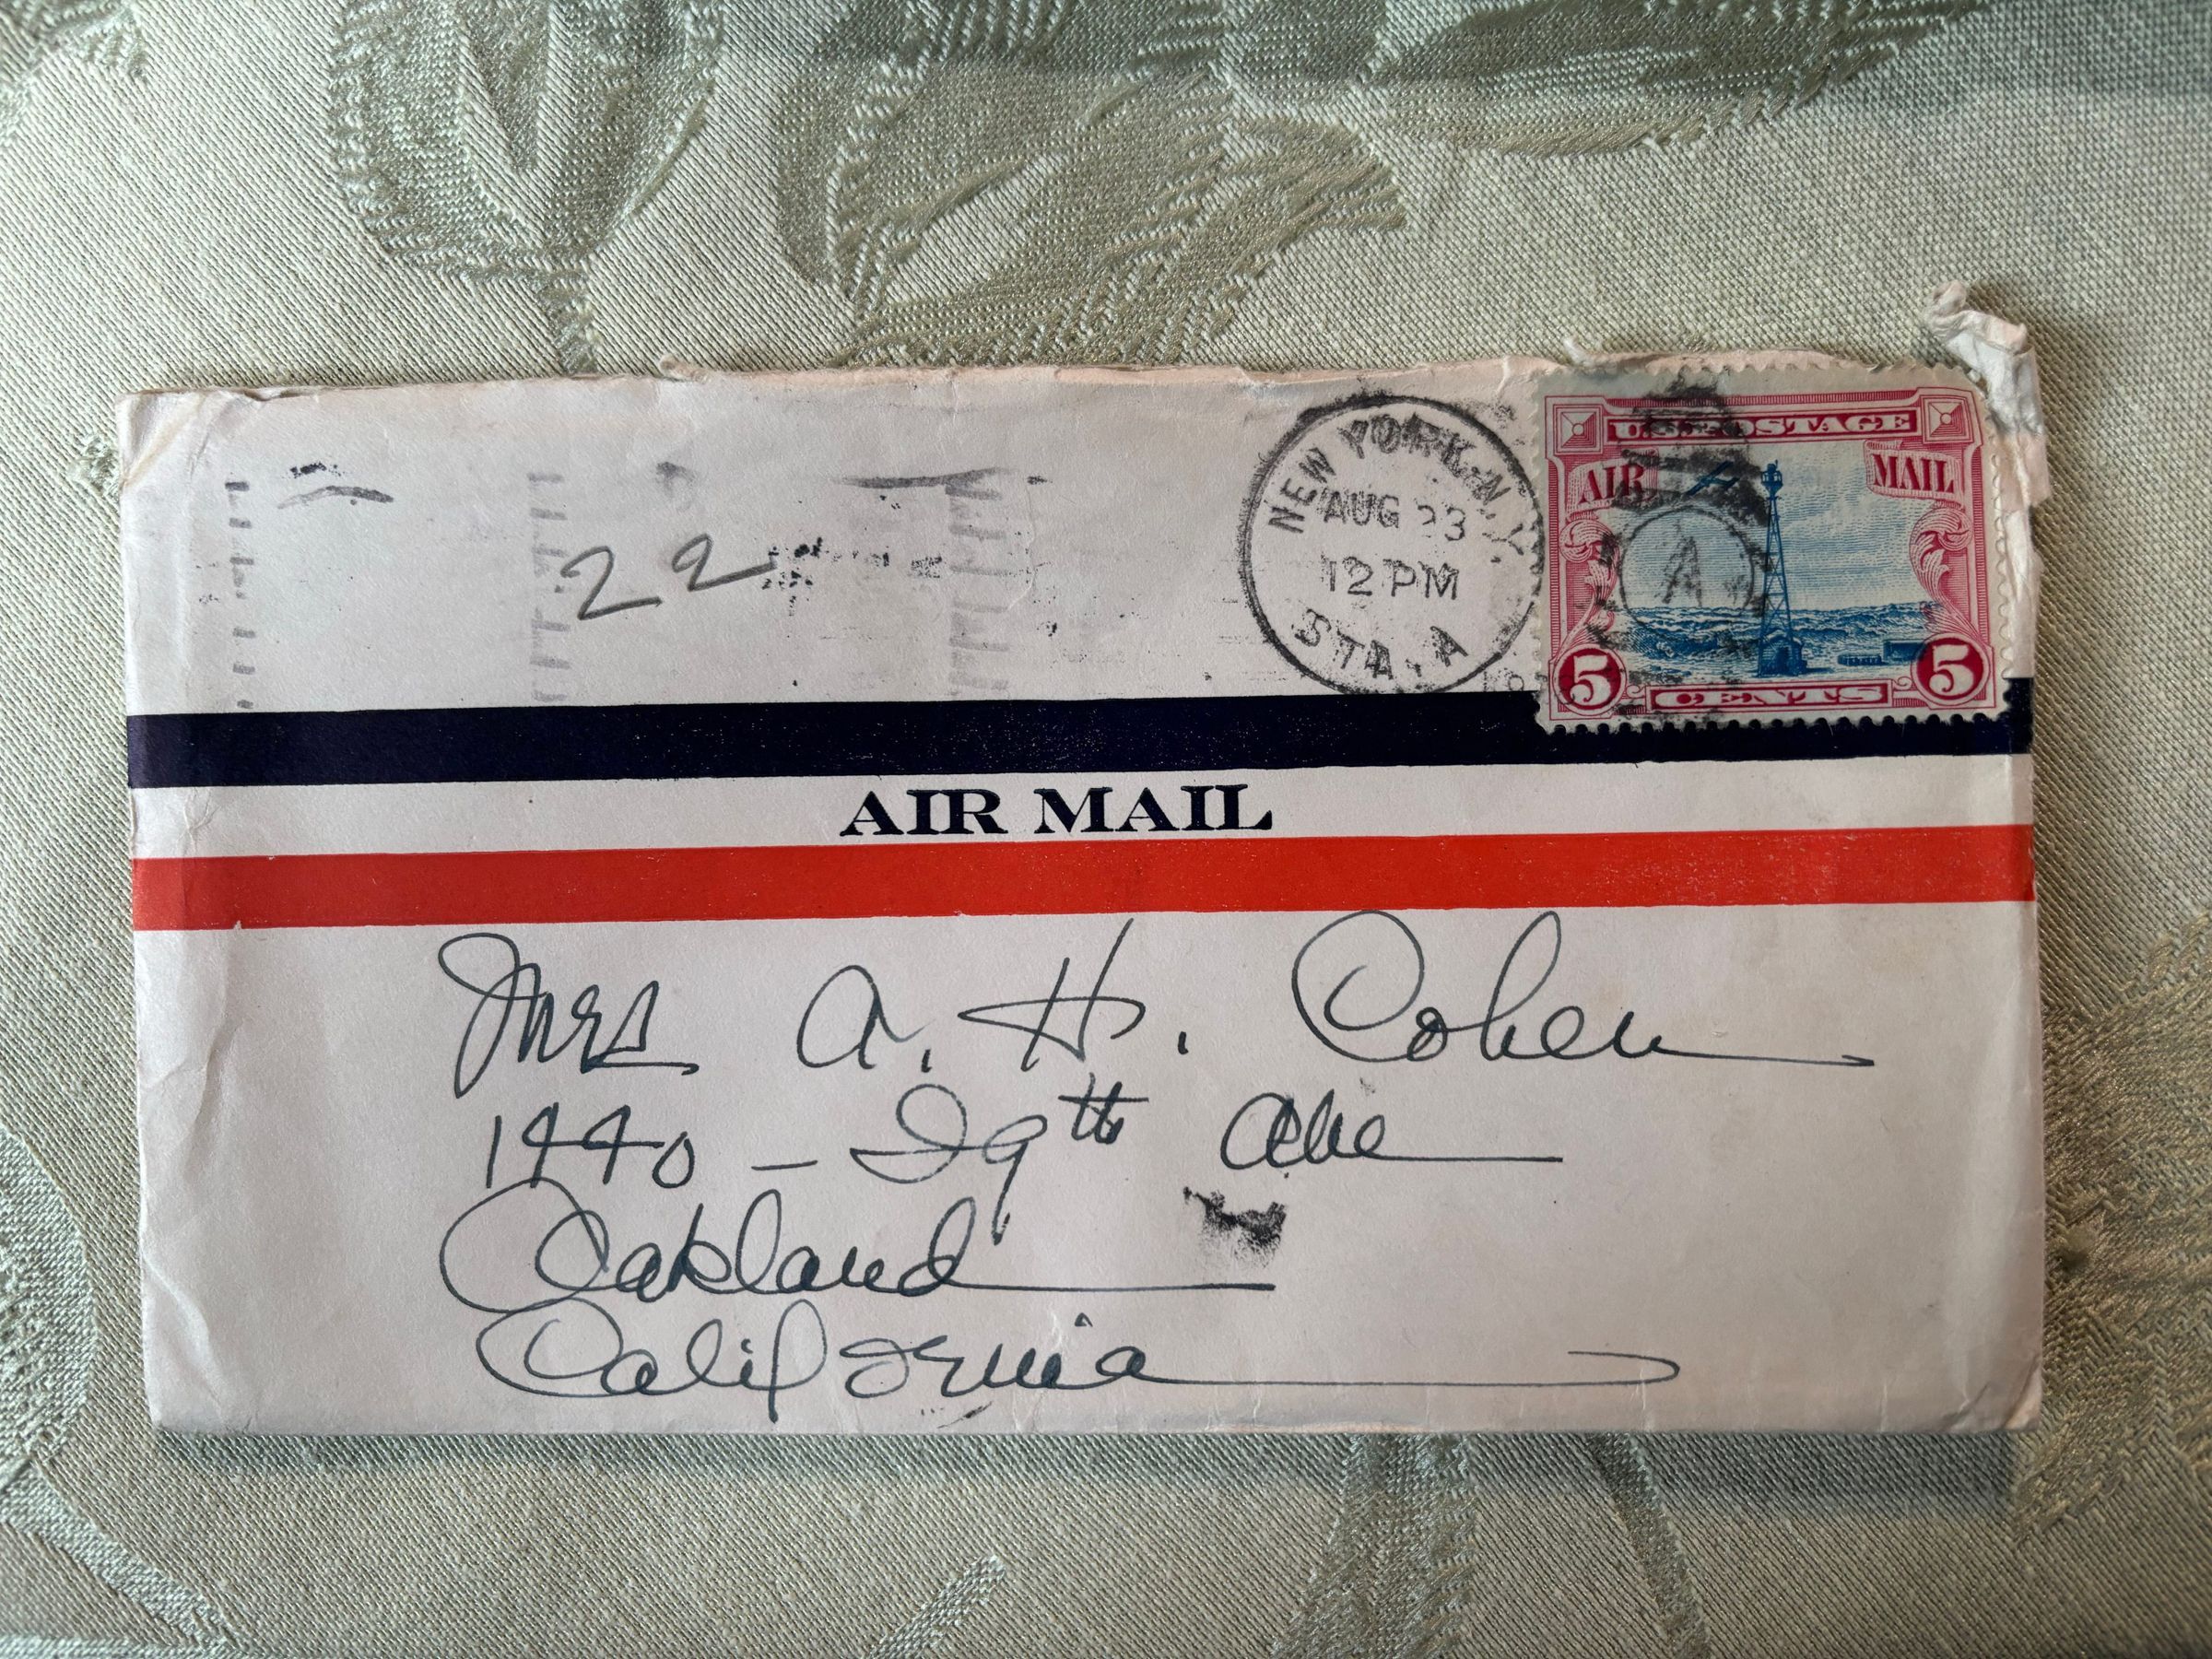 22
NEW YORK, N.Y.
AUG 23
12 PM
STA. A
U.S. POSTAGE
AIR MAIL
A
5 CENTS 5
AIR MAIL
Mrs A. H. Cohen
1440 – 29th Ave
Oakland
California